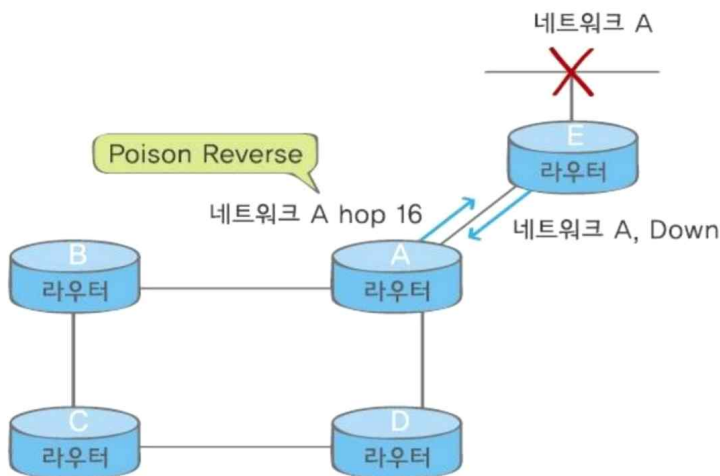 네트워크 A
E
라우터
Poison Reverse
네트워크 A hop 16
네트워크 A, Down
B
라우터
A
라우터
C
라우터
D
라우터